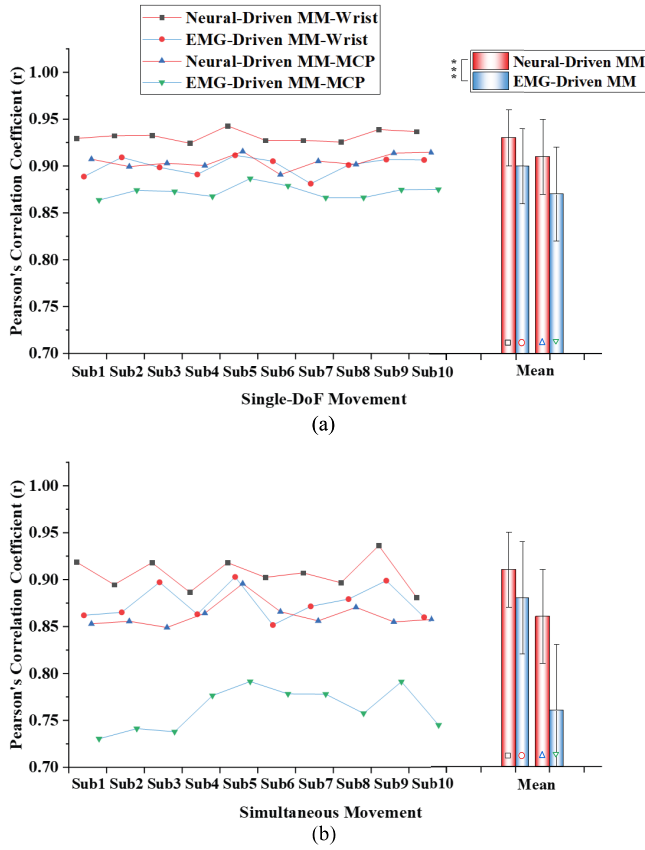 Neural-Driven MM-Wrist
EMG-Driven MM-Wrist
Neural-Driven MM-MCP
EMG-Driven MM-MCP
***
Neural-Driven MM
EMG-Driven MM
Pearson's Correlation Coefficient (r)
1.00
0.95
0.90
0.85
0.80
0.75
0.70
Sub1 Sub2 Sub3 Sub4 Sub5 Sub6 Sub7 Sub8 Sub9 Sub10 Mean
Single-DoF Movement
(a)
Pearson's Correlation Coefficient (r)
1.00
0.95
0.90
0.85
0.80
0.75
0.70
Sub1 Sub2 Sub3 Sub4 Sub5 Sub6 Sub7 Sub8 Sub9 Sub10 Mean
Simultaneous Movement
(b)